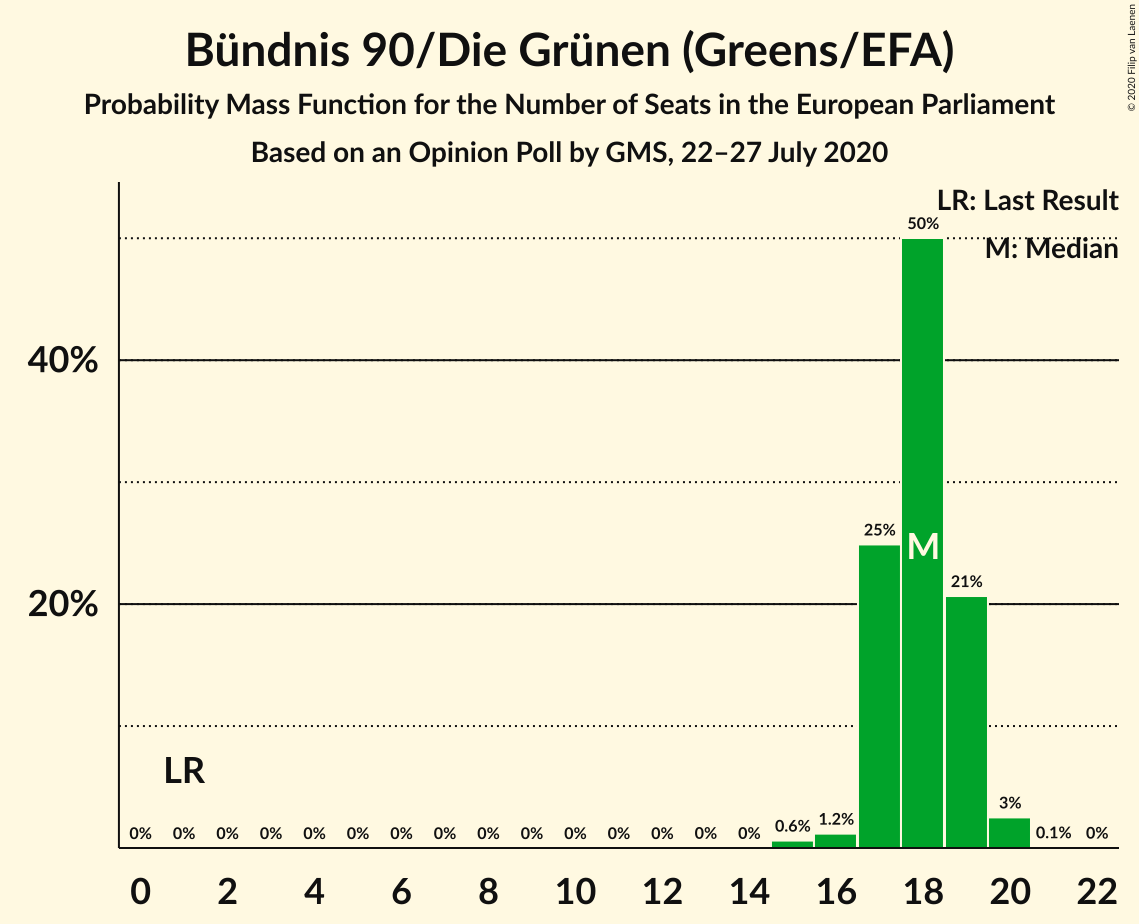 Bündnis 90/Die Grünen (Greens/EFA)
Probability Mass Function for the Number of Seats in the European Parliament
Based on an Opinion Poll by GMS, 22–27 July 2020
© 2020 Filip van Laenen
LR: Last Result
M: Median
50%
40%
25%
M
21%
20%
LR
0% 0% 0% 0% 0% 0% 0% 0% 0% 0% 0% 0% 0% 0% 0% 0.6% 1.2% 3% 0.1% 0%
0 2 4 6 8 10 12 14 16 18 20 22